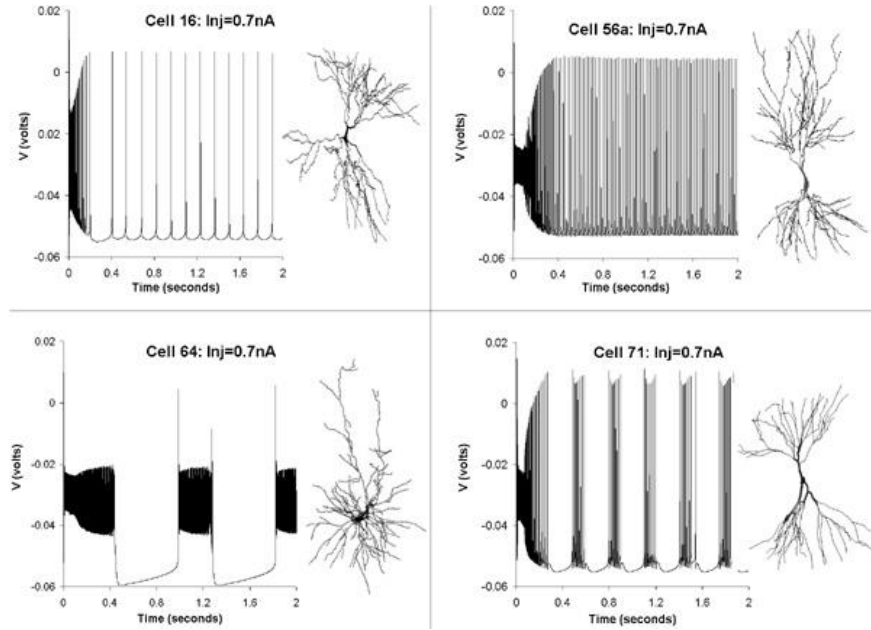 Cell 16: Inj=0.7nA
-0.02
0
0.02
-0.04
-0.06
V (volts)
0 0.4 0.8 1.2 1.6 2
Time (seconds)
Cell 56a: Inj=0.7nA
0.02
0
-0.02
-0.04
-0.06
V (volts)
0 0.4 0.8 1.2 1.6 2
Time (seconds)
Cell 64: Inj=0.7nA
0.02
0
-0.02
-0.04
-0.06
V (volts)
0 0.4 0.8 1.2 1.6 2
Time (seconds)
Cell 71: Inj=0.7nA
0.02
0
-0.02
-0.04
-0.06
V (volts)
0 0.4 0.8 1.2 1.6 2
Time (seconds)